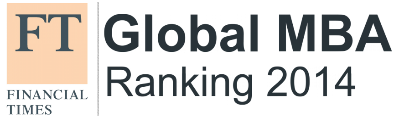 FT
FINANCIAL
TIMES
Global MBA
Ranking 2014